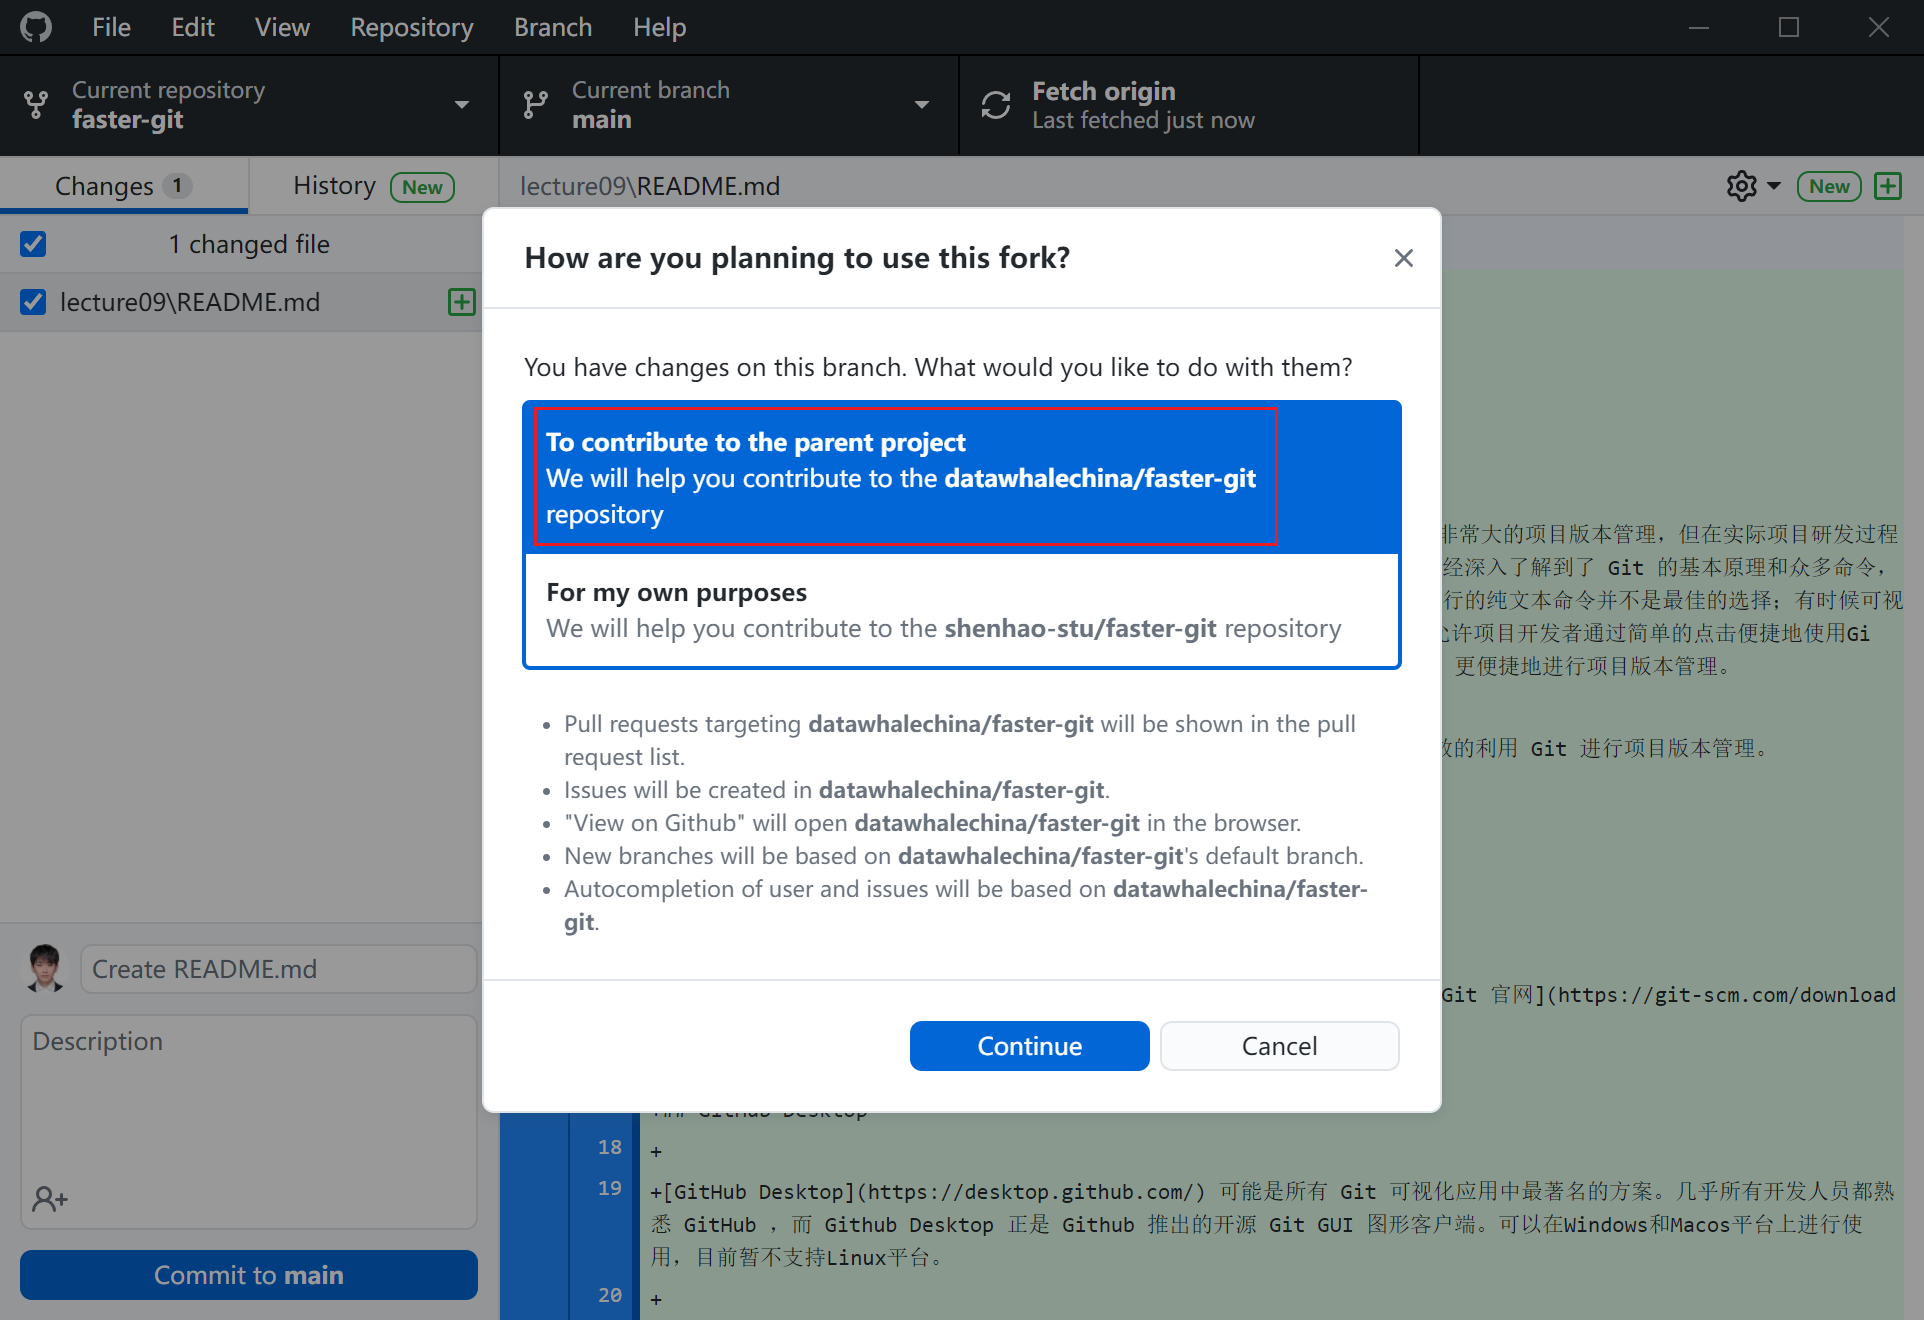 File Edit View Repository Branch Help
Current repository
faster-git
Current branch
main
Fetch origin
Last fetched just now
Changes 1
History New
lecture09\README.md
New
1 changed file
lecture09\README.md
How are you planning to use this fork?
You have changes on this branch. What would you like to do with them?
To contribute to the parent project
We will help you contribute to the datawhalechina/faster-git
repository
For my own purposes
We will help you contribute to the shenhao-stu/faster-git repository
• Pull requests targeting datawhalechina/faster-git will be shown in the pull
request list.
• Issues will be created in datawhalechina/faster-git.
• "View on Github" will open datawhalechina/faster-git in the browser.
• New branches will be based on datawhalechina/faster-git's default branch.
• Autocompletion of user and issues will be based on datawhalechina/faster-
git.
Continue
Cancel
非常大的项目版本管理，但在实际项目研发过程
经深入了解到了 Git 的基本原理和众多命令，
行的纯文本命令并不是最佳的选择；有时候可视
允许项目开发者通过简单的点击便捷地使用Gi
更便捷地进行项目版本管理。
效的利用 Git 进行项目版本管理。
Git 官网](https://git-scm.com/download
Create README.md
Description
Commit to main
+## GitHub Desktop
18 +
19 +[GitHub Desktop](https://desktop.github.com/) 可能是所有 Git 可视化应用中最著名的方案。几乎所有开发人员都熟
悉 GitHub ，而 Github Desktop 正是 Github 推出的开源 Git GUI 图形客户端。可以在Windows和Macos平台上进行使
用，目前暂不支持Linux平台。
20 +